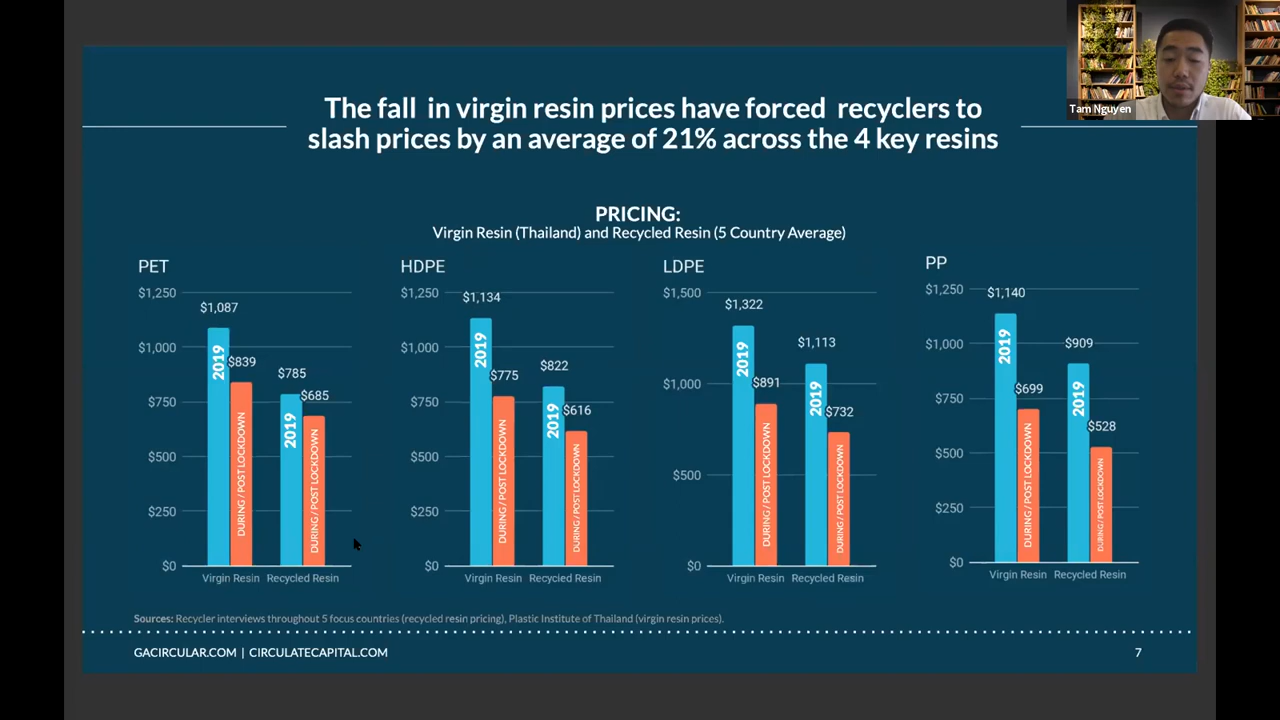 Tam Nguyen
The fall in virgin resin prices have forced recyclers to
slash prices by an average of 21% across the 4 key resins
PRICING:
Virgin Resin (Thailand) and Recycled Resin (5 Country Average)
PET
$1,250
$1,000
$750
$500
$250
$0
$1,087
$839
$785
$685
2019
DURING / POST LOCKDOWN
2019
DURING / POST LOCKDOWN
Virgin Resin
Recycled Resin
HDPE
$1,250
$1,000
$750
$500
$250
$0
$1,134
$775
$822
$616
2019
DURING / POST LOCKDOWN
2019
DURING / POST LOCKDOWN
Virgin Resin
Recycled Resin
LDPE
$1,500
$1,000
$500
$0
$1,322
$891
$1,113
$732
2019
DURING / POST LOCKDOWN
2019
DURING / POST LOCKDOWN
Virgin Resin
Recycled Resin
PP
$1,250
$1,000
$750
$500
$250
$0
$1,140
$699
$909
$528
2019
DURING / POST LOCKDOWN
2019
DURING / POST LOCKDOWN
Virgin Resin
Recycled Resin
Sources: Recycler interviews throughout 5 focus countries (recycled resin pricing), Plastic Institute of Thailand (virgin resin prices).
GACIRCULAR.COM | CIRCULATECAPITAL.COM
7